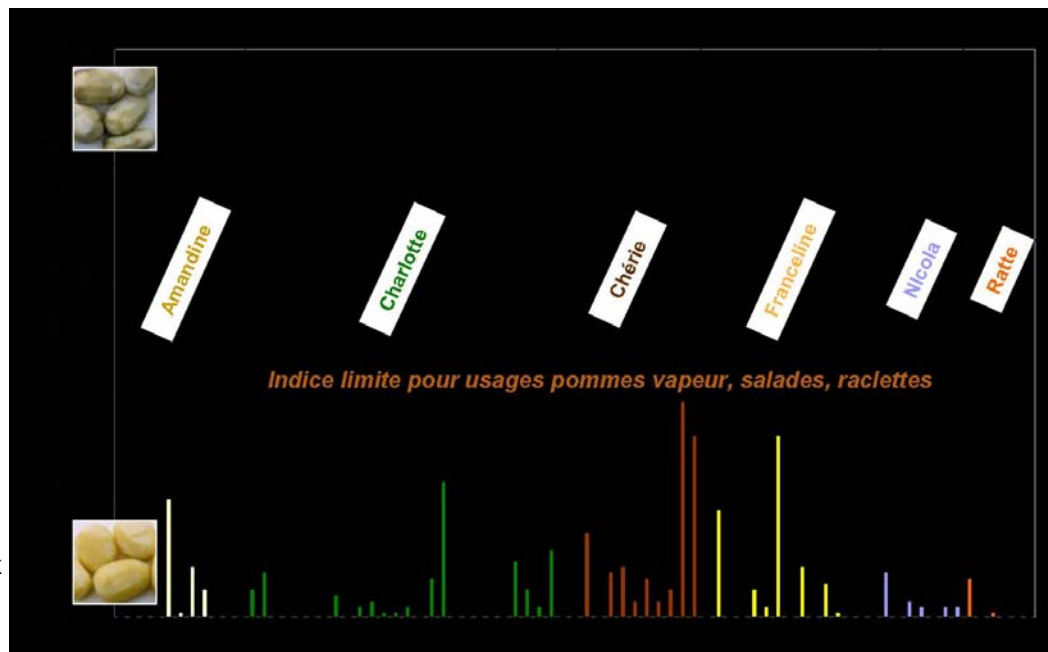 Amandine
Charlotte
Chérie
Franceline
NIcola
Ratte
Indice limite pour usages pommes vapeur, salades, raclettes